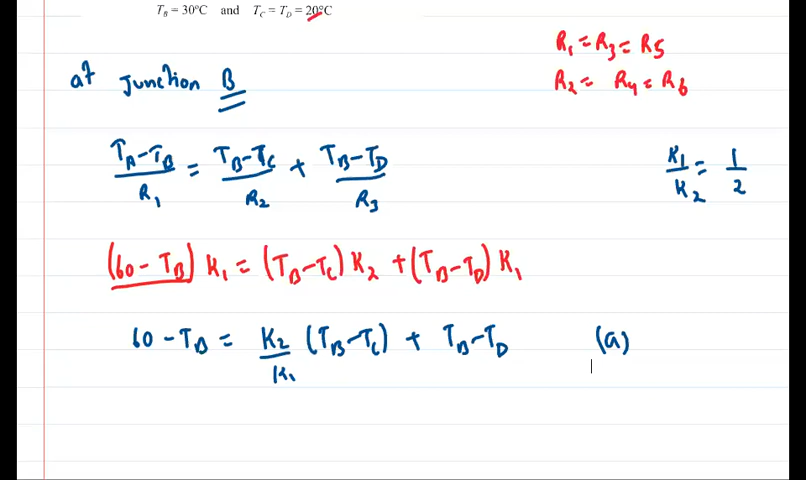 T_B = 30°C and T_C = T_D = 20°C
R₁ = R₃ = R5
R₂ = R₄ = R₆
at Junction B
(T_A − T_B)/R₁ = (T_B − T_C)/R₂ + (T_B − T_D)/R₃
K₁/K₂ = 1/2
(60 − T_B) K₁ = (T_B − T_C) K₂ + (T_B − T_D) K₁
60 − T_B = K₂/K₁ (T_B − T_C) + T_B − T_D (a)